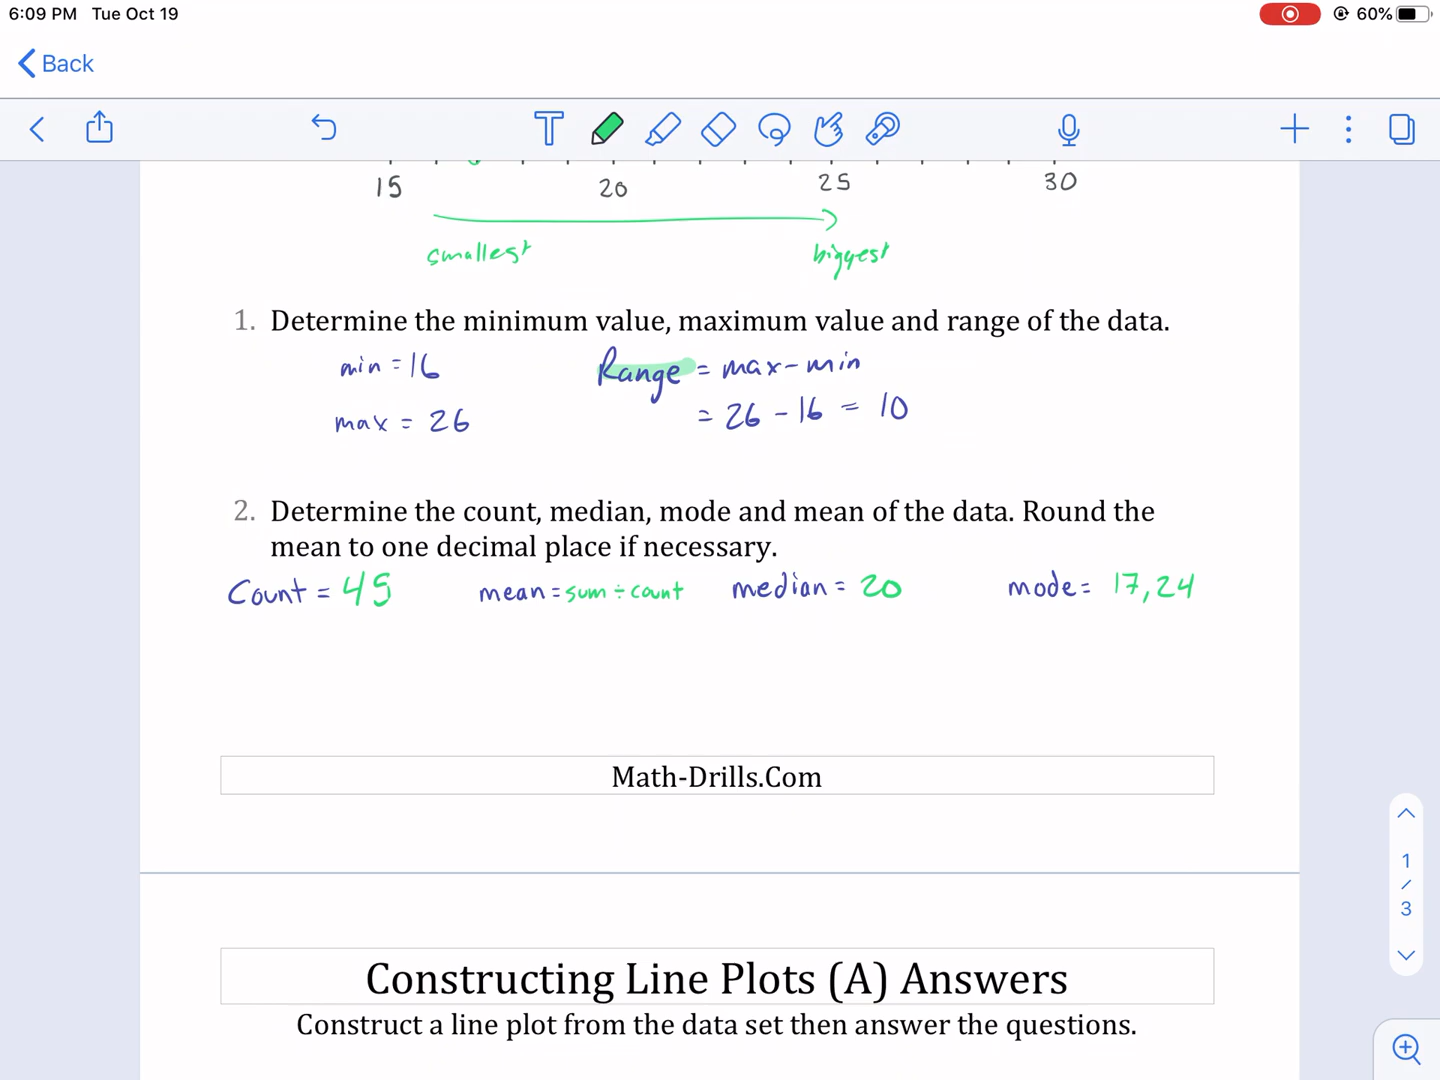 6:09 PM Tue Oct 19 60%
Back
15 20 25 30
smallest biggest
1. Determine the minimum value, maximum value and range of the data.
min = 16 Range = max - min
max = 26 = 26 - 16 = 10
2. Determine the count, median, mode and mean of the data. Round the
mean to one decimal place if necessary.
Count = 45 mean = sum ÷ count median = 20 mode = 17, 24
Math-Drills.Com
1
/
3
Constructing Line Plots (A) Answers
Construct a line plot from the data set then answer the questions.